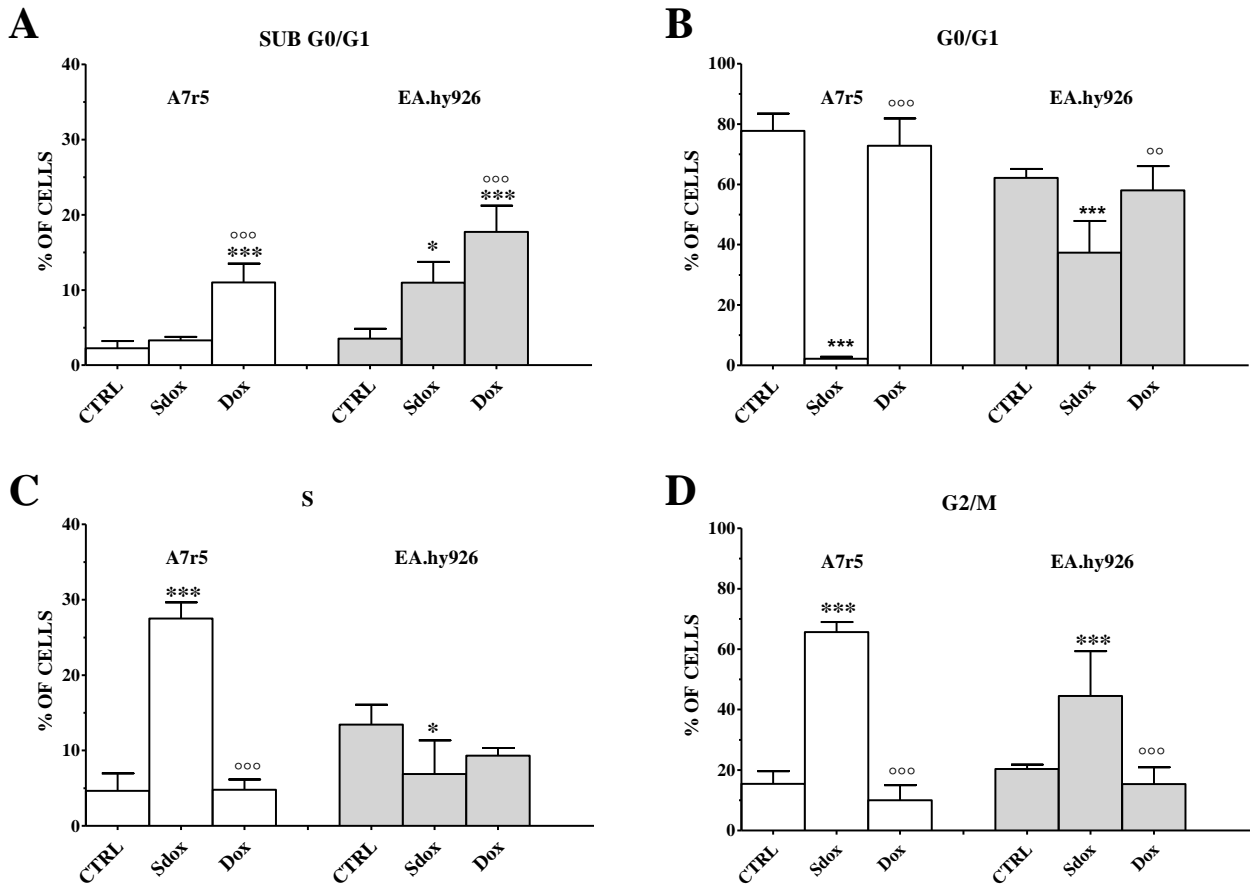 A
SUB G0/G1
40
30
20
10
0
% OF CELLS
A7r5
EA.hy926
°°°
***
*
°°°
***
CTRL
Sdox
Dox
CTRL
Sdox
Dox
B
G0/G1
100
80
60
40
20
0
% OF CELLS
A7r5
EA.hy926
***
°°°
***
°°
CTRL
Sdox
Dox
CTRL
Sdox
Dox
C
S
40
30
20
10
0
% OF CELLS
A7r5
EA.hy926
***
°°°
*
CTRL
Sdox
Dox
CTRL
Sdox
Dox
D
G2/M
100
80
60
40
20
0
% OF CELLS
A7r5
EA.hy926
***
°°°
***
°°°
CTRL
Sdox
Dox
CTRL
Sdox
Dox